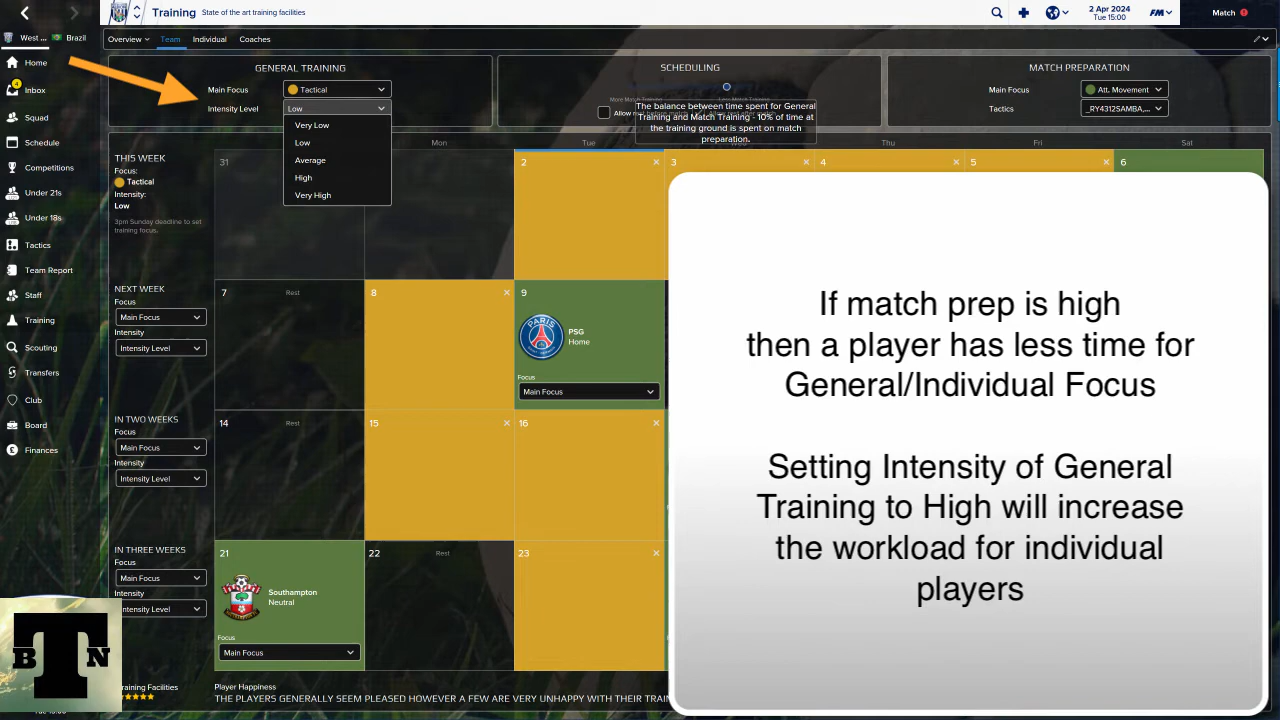 Training State of the art training facilities
2 Apr 2024
Tue 15:00
FM
Match
West ... Brazil
Overview Team Individual Coaches
Home
4
Inbox
Squad
Schedule
Competitions
Under 21s
Under 18s
Tactics
Team Report
Staff
Training
Scouting
Transfers
Club
Board
Finances
GENERAL TRAINING
Main Focus Tactical
Intensity Level Low
Very Low
Low
Average
High
Very High
SCHEDULING
The balance between time spent for General
Training and Match Training - 10% of time at
the training ground is spent on match
preparation.
Allow
MATCH PREPARATION
Main Focus Att. Movement
Tactics _RY4312SAMBA,...
Mon Tue Thu Fri Sat
THIS WEEK
Focus:
Tactical
Intensity:
Low
3pm Sunday deadline to set
training focus.
31 2 3 4 5 6
NEXT WEEK
Focus
Main Focus
Intensity
Intensity Level
7 Rest 8 9
PARIS
PSG
Home
Focus
Main Focus
IN TWO WEEKS
Focus
Main Focus
Intensity
Intensity Level
14 Rest 15 16
IN THREE WEEKS
Focus
Main Focus
Intensity
Intensity Level
21 22 Rest 23
Southampton
Neutral
Focus
Main Focus
If match prep is high
then a player has less time for
General/Individual Focus
Setting Intensity of General
Training to High will increase
the workload for individual
players
BTN
Training Facilities
Player Happiness
THE PLAYERS GENERALLY SEEM PLEASED HOWEVER A FEW ARE VERY UNHAPPY WITH THEIR TRAIN